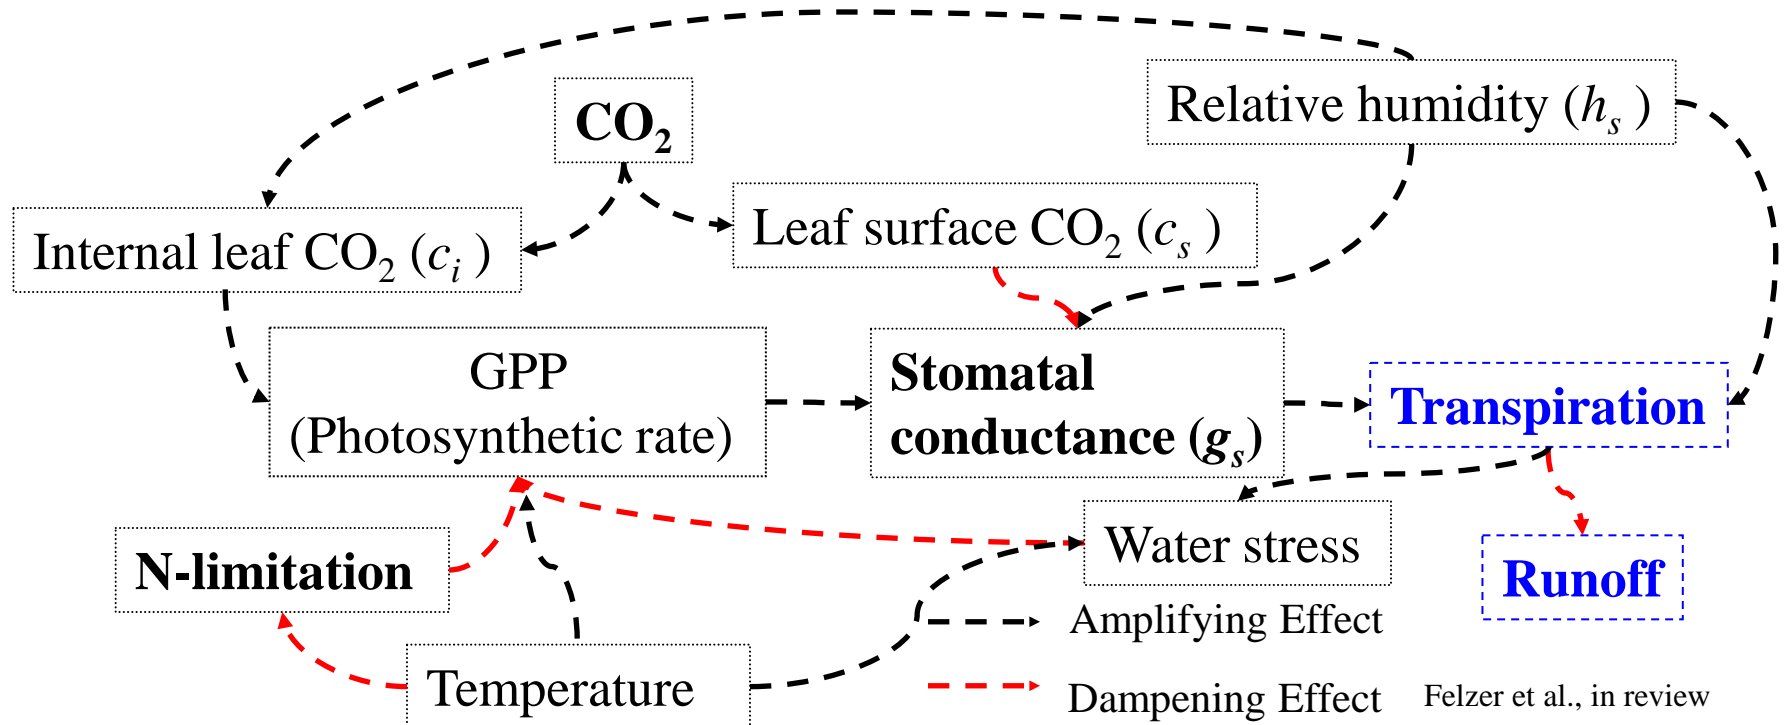 CO₂
Relative humidity (hₛ )
Internal leaf CO₂ (cᵢ )
Leaf surface CO₂ (cₛ )
GPP
(Photosynthetic rate)
Stomatal
conductance (gₛ)
Transpiration
N-limitation
Water stress
Runoff
Temperature
Amplifying Effect
Dampening Effect
Felzer et al., in review